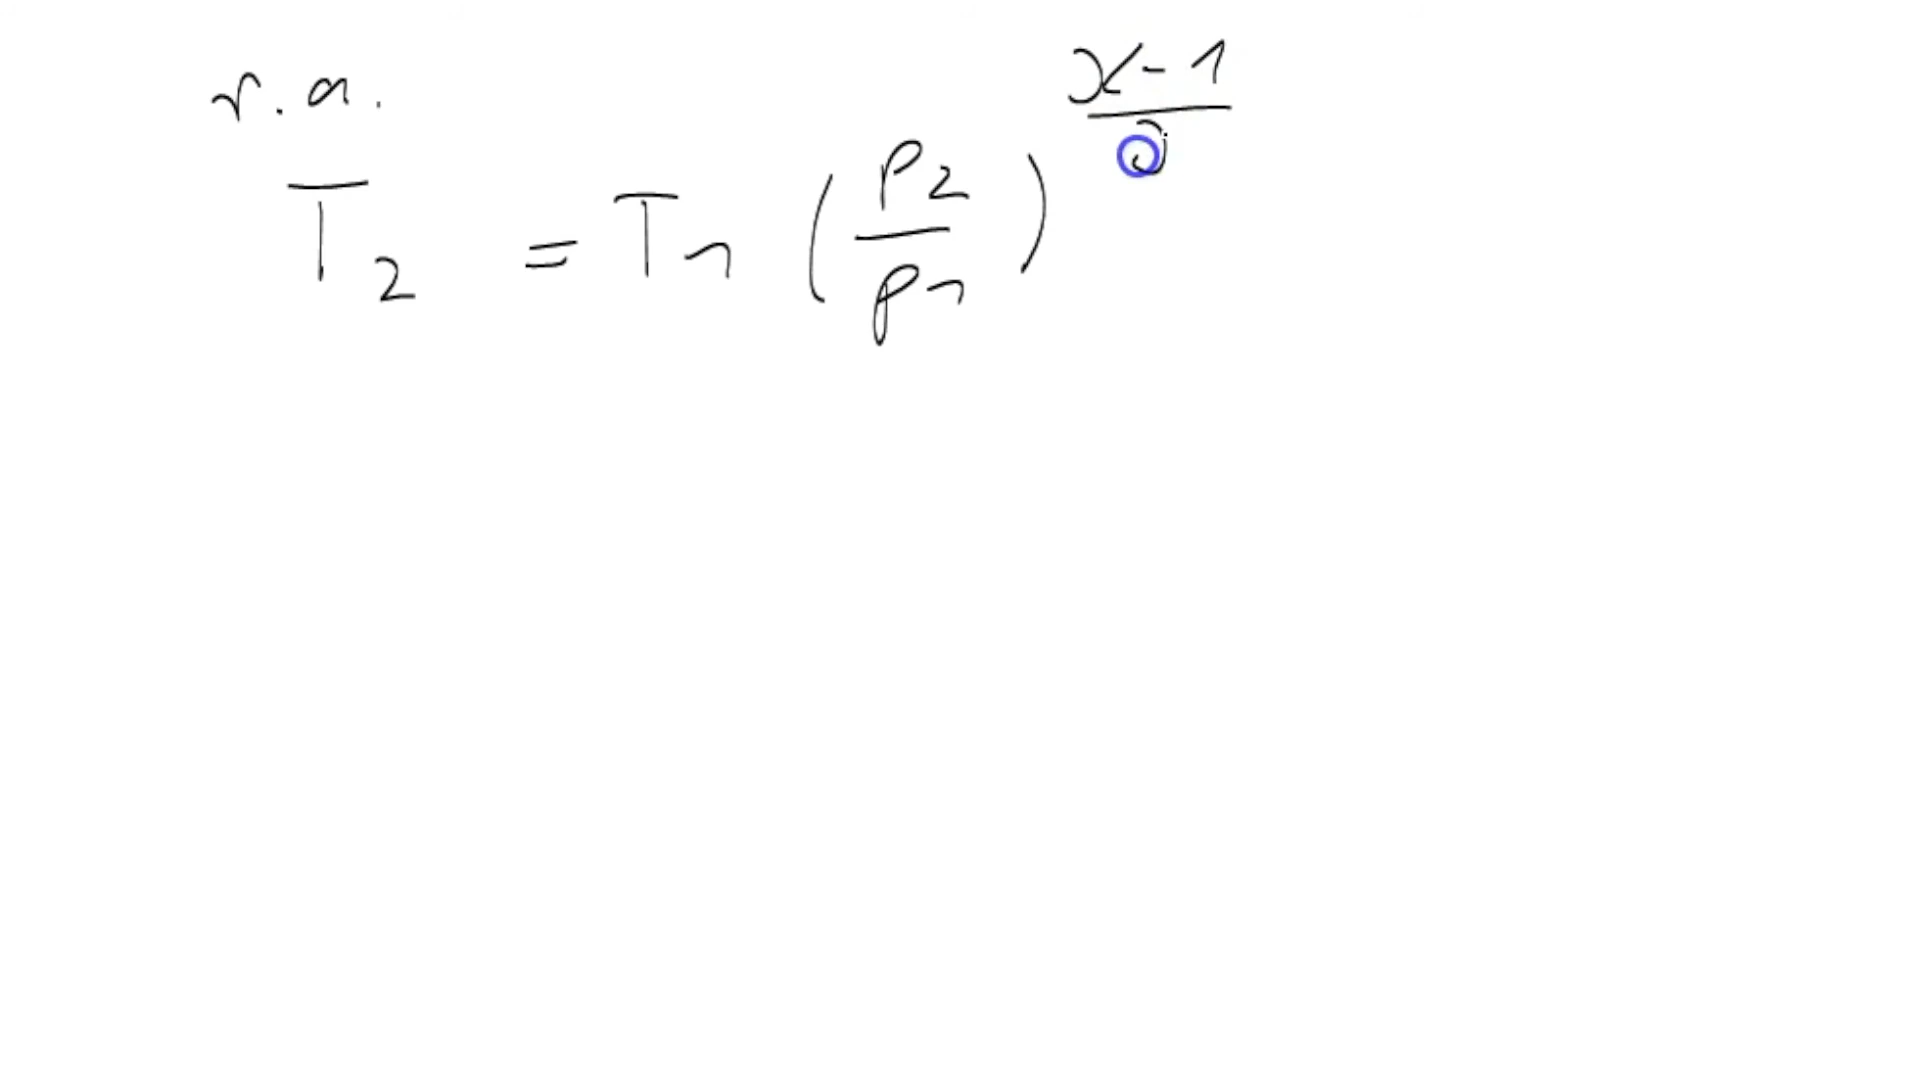 r.a.
T₂ = T₁ (p₂/p₁)^((ϰ-1)/